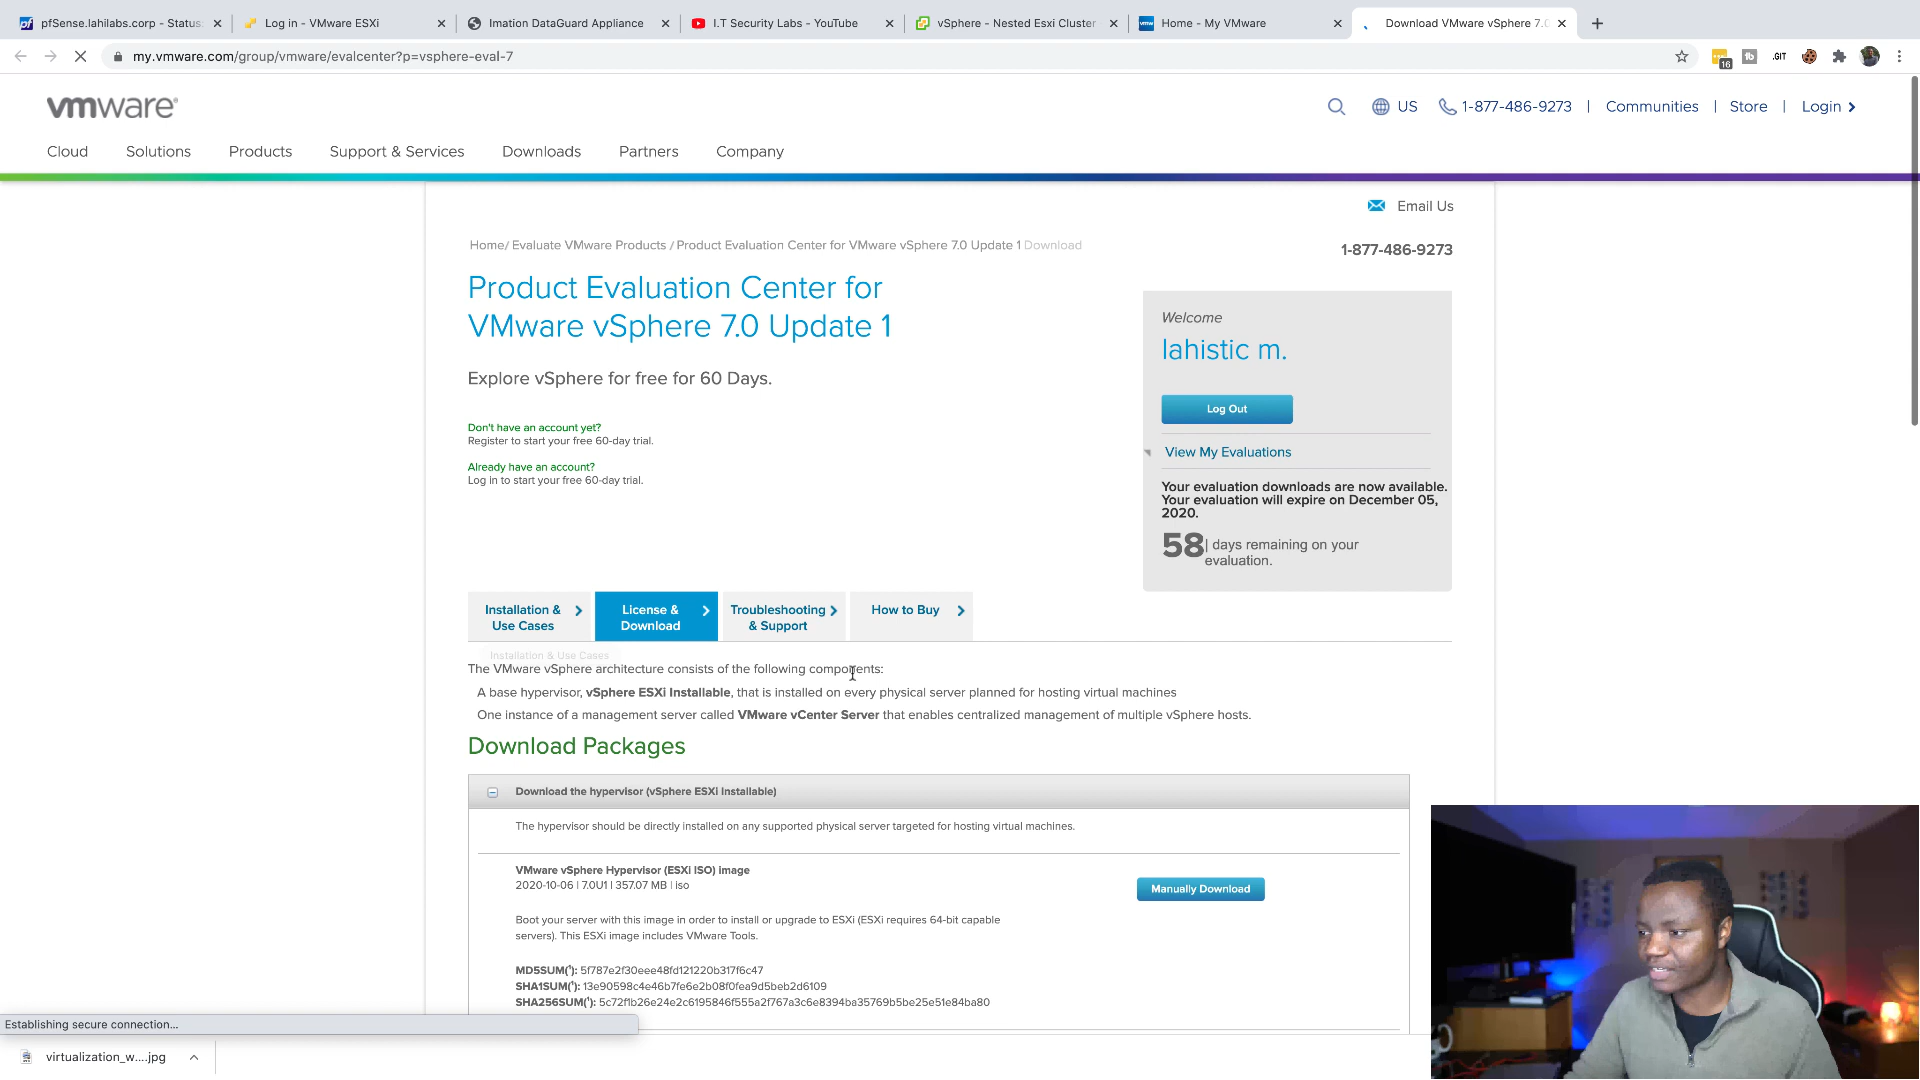 pfSense.lahilabs.corp - Status:
Log in - VMware ESXi
Imation DataGuard Appliance
I.T Security Labs - YouTube
vSphere - Nested Esxi Cluster
Home - My VMware
Download VMware vSphere 7.0
my.vmware.com/group/vmware/evalcenter?p=vsphere-eval-7
16
.GIT
vmware
US
1-877-486-9273 | Communities | Store | Login
Cloud
Solutions
Products
Support & Services
Downloads
Partners
Company
Email Us
Home/ Evaluate VMware Products / Product Evaluation Center for VMware vSphere 7.0 Update 1 Download
1-877-486-9273
Product Evaluation Center for
VMware vSphere 7.0 Update 1
Explore vSphere for free for 60 Days.
Don't have an account yet?
Register to start your free 60-day trial.
Already have an account?
Log in to start your free 60-day trial.
Welcome
lahistic m.
Log Out
View My Evaluations
Your evaluation downloads are now available.
Your evaluation will expire on December 05,
2020.
58 | days remaining on your
evaluation.
Installation &
Use Cases
License &
Download
Troubleshooting
& Support
How to Buy
Installation & Use Cases
The VMware vSphere architecture consists of the following components:
A base hypervisor, vSphere ESXi Installable, that is installed on every physical server planned for hosting virtual machines
One instance of a management server called VMware vCenter Server that enables centralized management of multiple vSphere hosts.
Download Packages
Download the hypervisor (vSphere ESXi Installable)
The hypervisor should be directly installed on any supported physical server targeted for hosting virtual machines.
VMware vSphere Hypervisor (ESXi ISO) image
2020-10-06 | 7.0U1 | 357.07 MB | iso
Manually Download
Boot your server with this image in order to install or upgrade to ESXi (ESXi requires 64-bit capable
servers). This ESXi image includes VMware Tools.
MD5SUM(¹): 5f787e2f30eee48fd121220b317f6c47
SHA1SUM(¹): 13e90598c4e46b7fe6e2b08f0fea9d5beb2d6109
SHA256SUM(¹): 5c72f1b26e24e2c6195846f555a2f767a3c6e8394ba35769b5be25e51e84ba80
Establishing secure connection...
virtualization_w....jpg